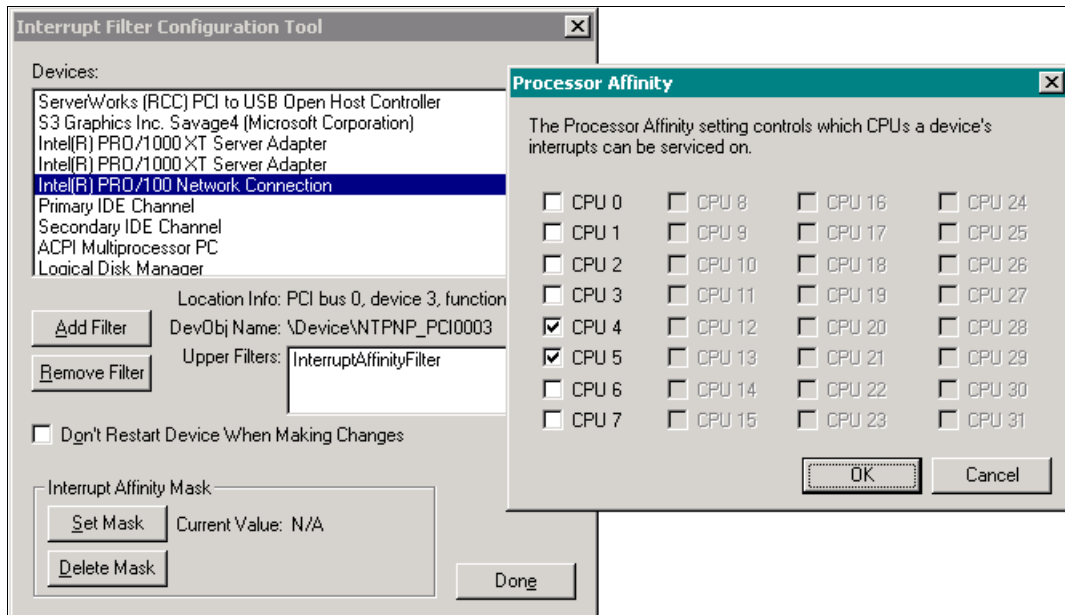 Interrupt Filter Configuration Tool
Devices:
ServerWorks (RCC) PCI to USB Open Host Controller
S3 Graphics Inc. Savage4 (Microsoft Corporation)
Intel(R) PRO/1000 XT Server Adapter
Intel(R) PRO/1000 XT Server Adapter
Intel(R) PRO/100 Network Connection
Primary IDE Channel
Secondary IDE Channel
ACPI Multiprocessor PC
Logical Disk Manager
Location Info: PCI bus 0, device 3, function
Add Filter
DevObj Name: \Device\NTPNP_PCI0003
Remove Filter
Upper Filters:
InterruptAffinityFilter
Don't Restart Device When Making Changes
Interrupt Affinity Mask
Set Mask
Current Value: N/A
Delete Mask
Done
Processor Affinity
The Processor Affinity setting controls which CPUs a device's
interrupts can be serviced on.
CPU 0 CPU 8 CPU 16 CPU 24
CPU 1 CPU 9 CPU 17 CPU 25
CPU 2 CPU 10 CPU 18 CPU 26
CPU 3 CPU 11 CPU 19 CPU 27
CPU 4 CPU 12 CPU 20 CPU 28
CPU 5 CPU 13 CPU 21 CPU 29
CPU 6 CPU 14 CPU 22 CPU 30
CPU 7 CPU 15 CPU 23 CPU 31
OK
Cancel